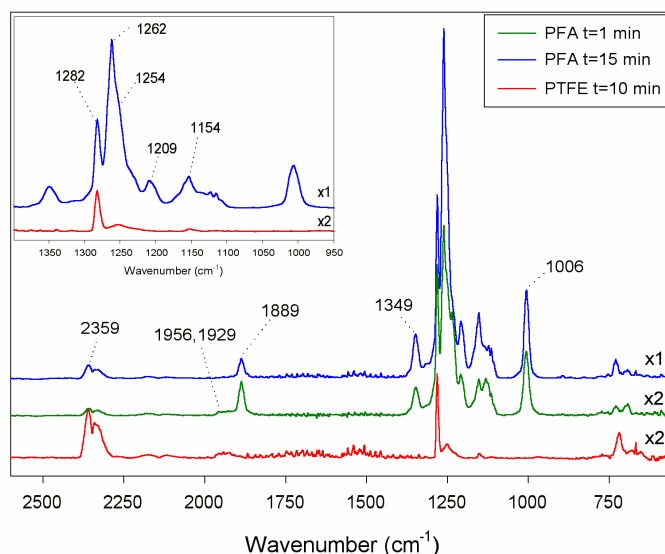 PFA t=1 min
PFA t=15 min
PTFE t=10 min
1262
1282
1254
1154
1209
x1
x2
1350 1300 1250 1200 1150 1100 1050 1000 950
Wavenumber (cm-1)
1006
1889
1349
2359
1956,1929
x1
x2
x2
2500 2250 2000 1750 1500 1250 1000 750
Wavenumber (cm-1)